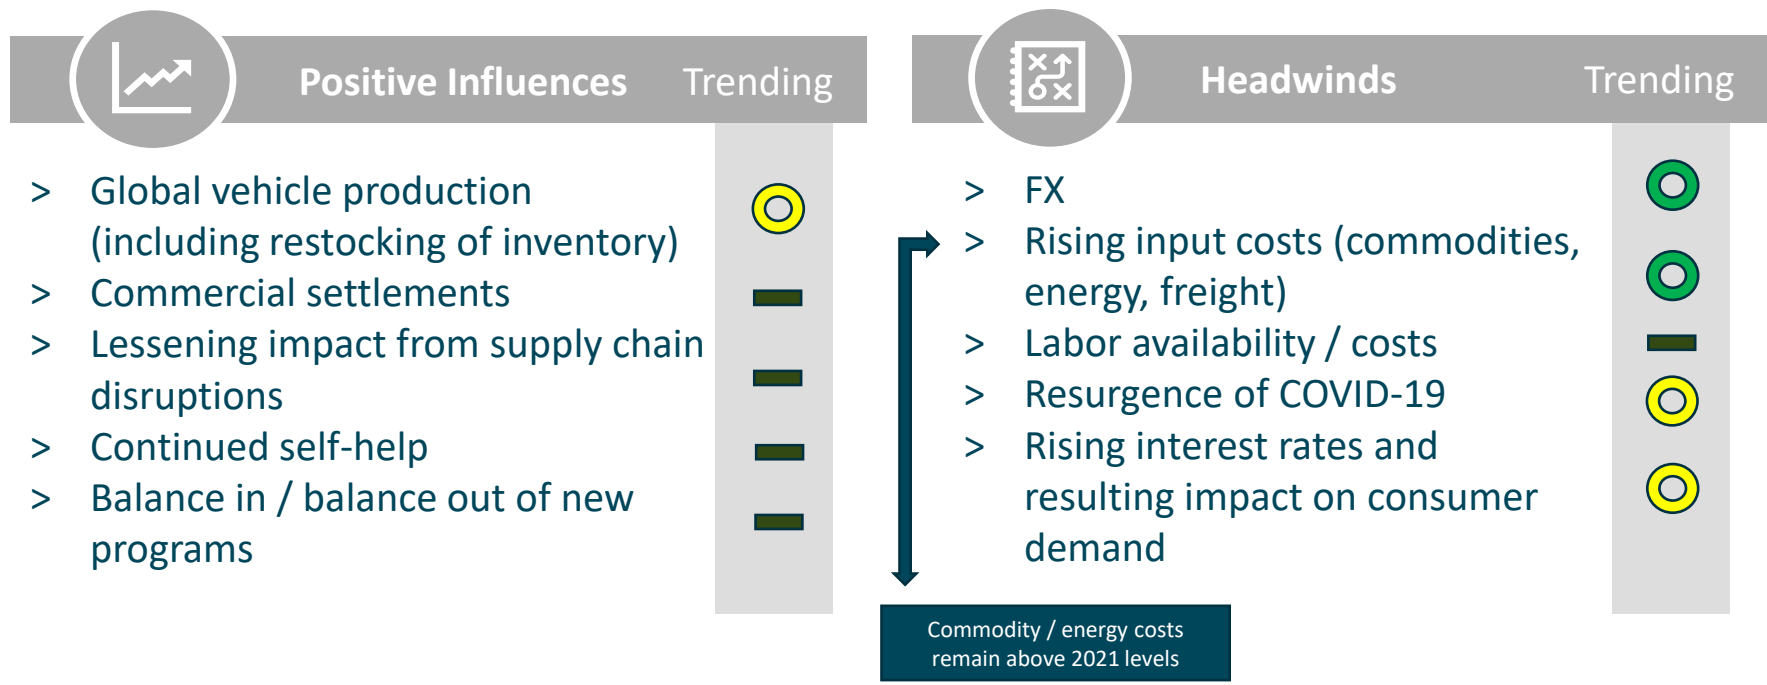 Positive Influences Trending
> Global vehicle production
(including restocking of inventory)
> Commercial settlements
> Lessening impact from supply chain
disruptions
> Continued self-help
> Balance in / balance out of new
programs
Headwinds Trending
> FX
> Rising input costs (commodities,
energy, freight)
> Labor availability / costs
> Resurgence of COVID-19
> Rising interest rates and
resulting impact on consumer
demand
Commodity / energy costs
remain above 2021 levels